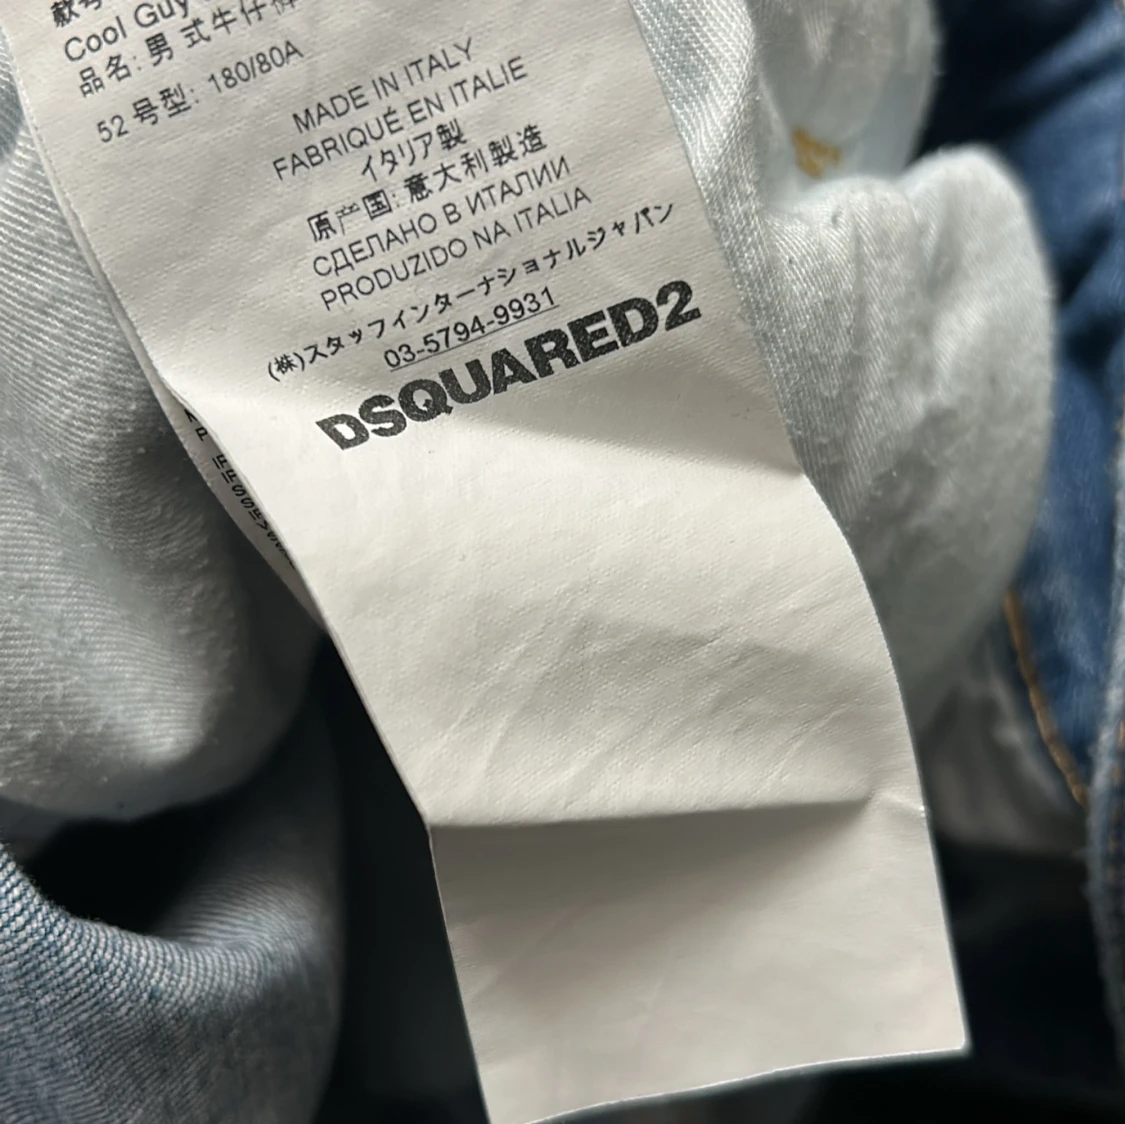 款号
Cool Guy
品名: 男 式牛仔裤
52 号型: 180/80A
MADE IN ITALY
FABRIQUÉ EN ITALIE
イタリア製
原产国: 意大利製造
СДЕЛАНО В ИТАЛИИ
PRODUZIDO NA ITALIA
(株)スタッフインターナショナルジャパン
03-5794-9931
DSQUARED2